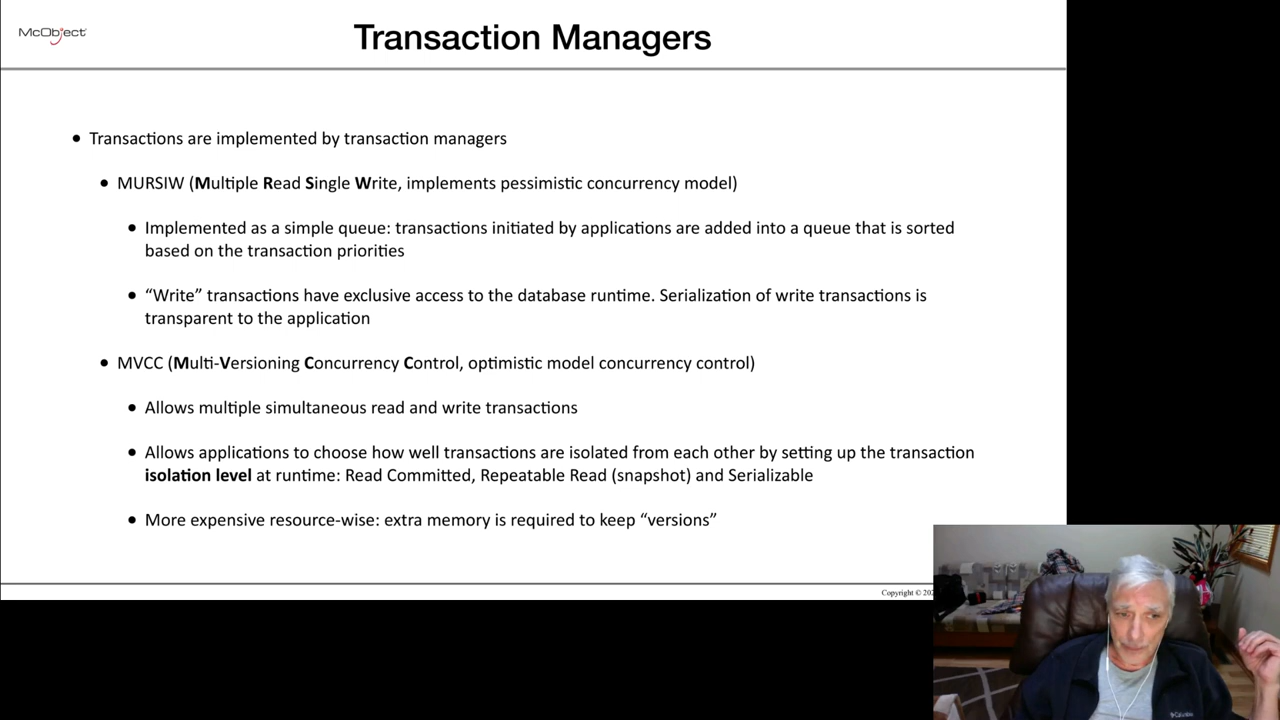 McObject
Transaction Managers
• Transactions are implemented by transaction managers
• MURSIW (Multiple Read Single Write, implements pessimistic concurrency model)
• Implemented as a simple queue: transactions initiated by applications are added into a queue that is sorted
based on the transaction priorities
• “Write” transactions have exclusive access to the database runtime. Serialization of write transactions is
transparent to the application
• MVCC (Multi-Versioning Concurrency Control, optimistic model concurrency control)
• Allows multiple simultaneous read and write transactions
• Allows applications to choose how well transactions are isolated from each other by setting up the transaction
isolation level at runtime: Read Committed, Repeatable Read (snapshot) and Serializable
• More expensive resource-wise: extra memory is required to keep “versions”
Copyright ©